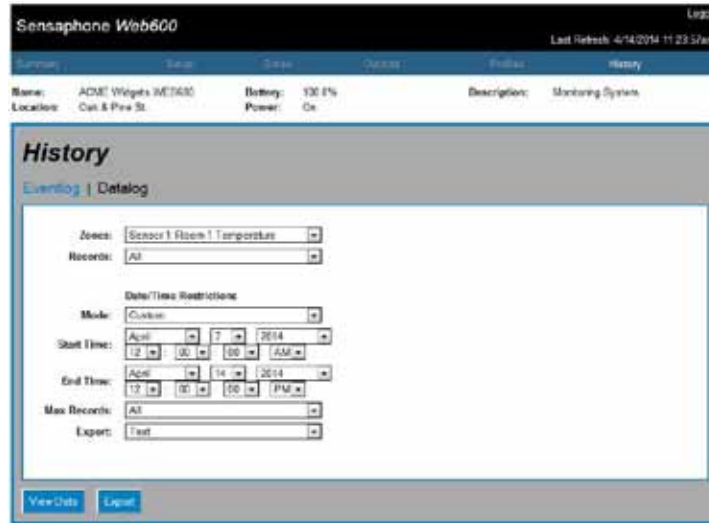 Sensaphone Web600
Last Refresh: 4/14/2014 11:23:57am
Summary Setup Zones Outputs Profiles History
Name: ACME Widgets WEB600 Battery: 100.0% Description: Monitoring System
Location: Oak & Pine St. Power: On
History
Eventlog | Datalog
Zones: Sensor 1 Room 1 Temperature
Records: All
Date/Time Restrictions
Mode: Custom
Start Time: April 7 2014
12 : 00 : 00 AM
End Time: April 14 2014
12 00 00 PM
Max Records: All
Export: Text
View Data Export